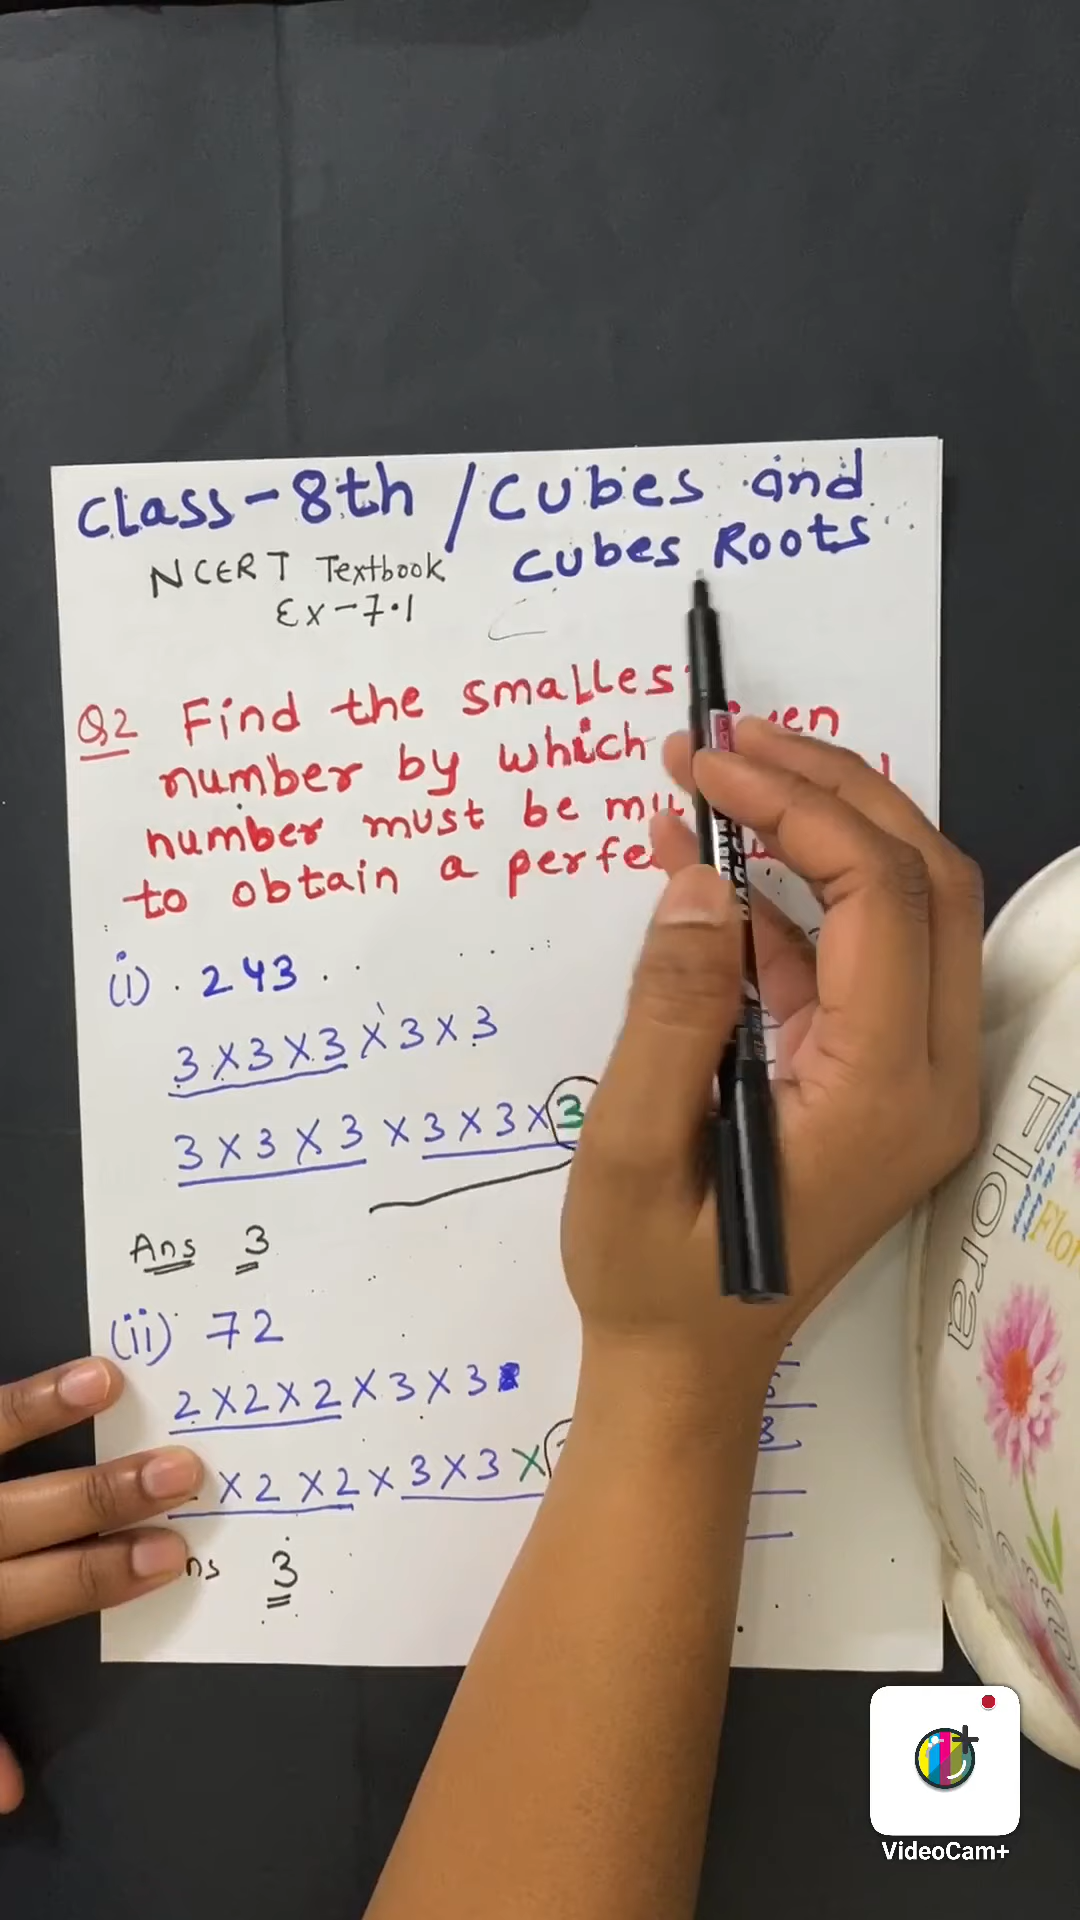 Class-8th / Cubes and
Cubes Roots
NCERT Textbook
Ex-7.1
Q2 Find the smalles
number by which
number must be mu
to obtain a perfe
(i) . 243
3 X 3 X 3 X 3 X 3
3 X 3 X 3 X 3 X 3 X 3
Ans 3
(ii) 72
2 X 2 X 2 X 3 X 3
X 2 X 2 X 3 X 3 X
ns 3
Flora
Flor
VideoCam+